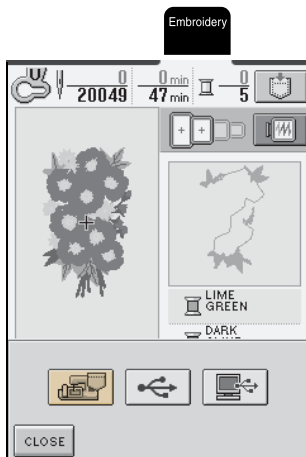 Embroidery
U
0 0 min 0
20049 47 min 5
LIME
GREEN
DARK
CLOSE